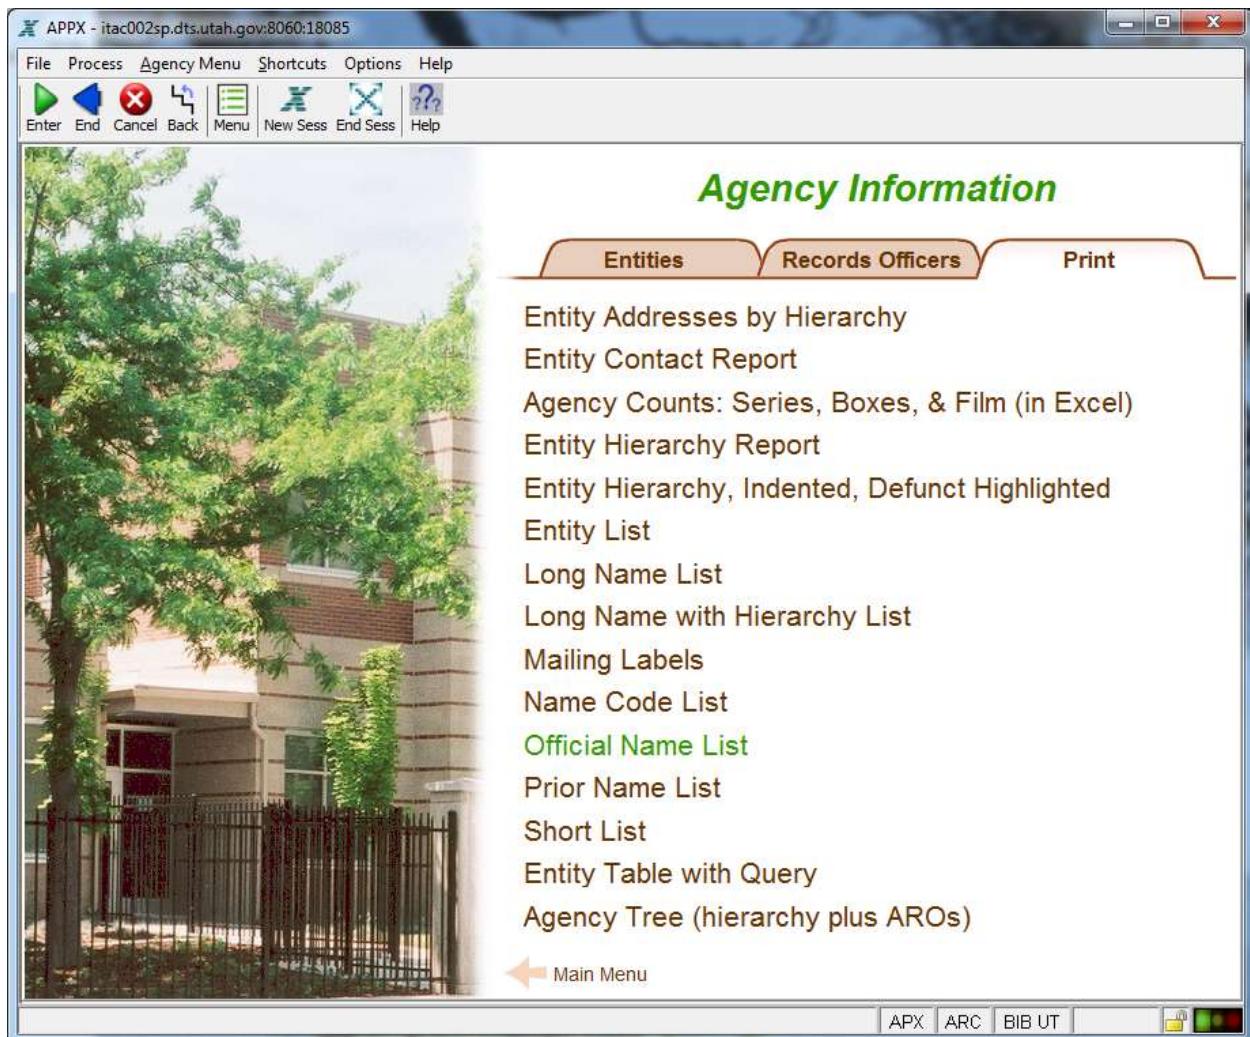 APPX - itac002sp.dts.utah.gov:8060:18085
File Process Agency Menu Shortcuts Options Help
Enter End Cancel Back Menu New Sess End Sess Help
Agency Information
Entities Records Officers Print
Entity Addresses by Hierarchy
Entity Contact Report
Agency Counts: Series, Boxes, & Film (in Excel)
Entity Hierarchy Report
Entity Hierarchy, Indented, Defunct Highlighted
Entity List
Long Name List
Long Name with Hierarchy List
Mailing Labels
Name Code List
Official Name List
Prior Name List
Short List
Entity Table with Query
Agency Tree (hierarchy plus AROs)
Main Menu
APX ARC BIB UT